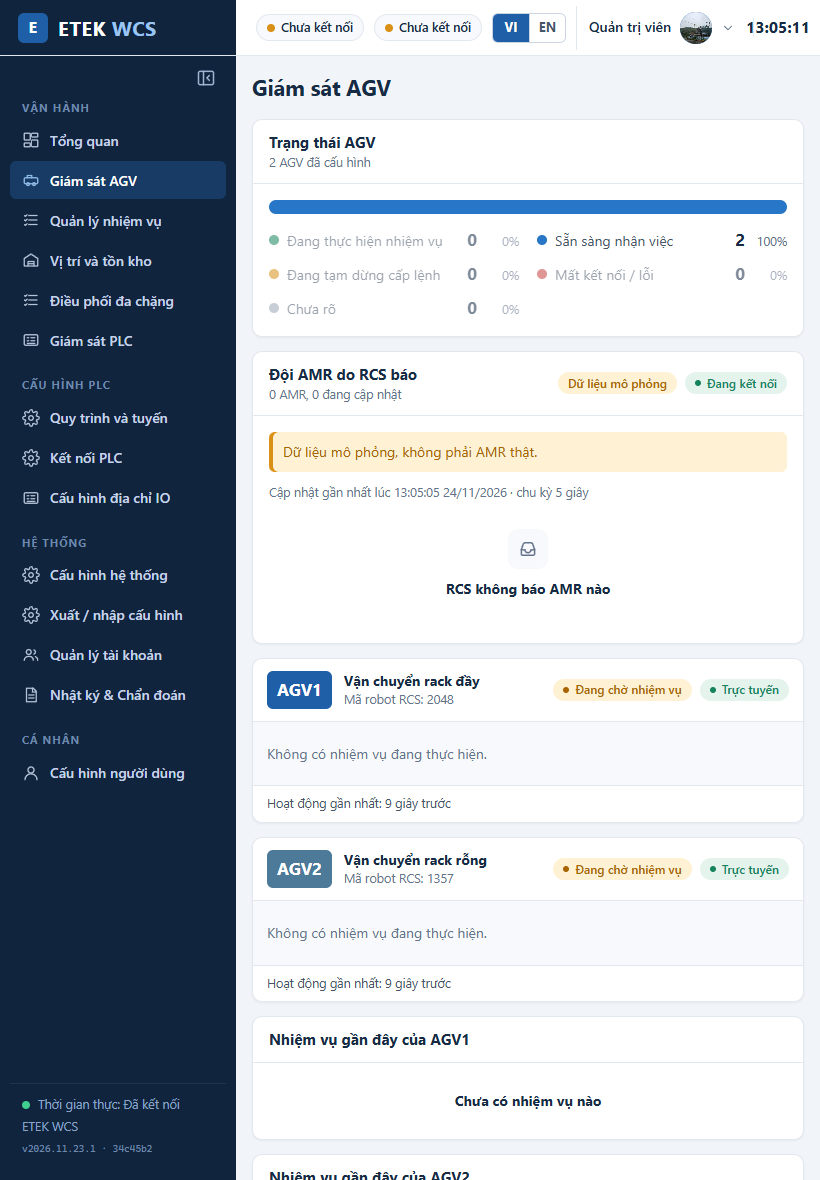 E ETEK WCS
Chưa kết nối
Chưa kết nối
VI EN
Quản trị viên
13:05:11
VẬN HÀNH
Tổng quan
Giám sát AGV
Quản lý nhiệm vụ
Vị trí và tồn kho
Điều phối đa chặng
Giám sát PLC
CẤU HÌNH PLC
Quy trình và tuyến
Kết nối PLC
Cấu hình địa chỉ IO
HỆ THỐNG
Cấu hình hệ thống
Xuất / nhập cấu hình
Quản lý tài khoản
Nhật ký & Chẩn đoán
CÁ NHÂN
Cấu hình người dùng
Thời gian thực: Đã kết nối
ETEK WCS
v2026.11.23.1 · 34c45b2
Giám sát AGV
Trạng thái AGV
2 AGV đã cấu hình
Đang thực hiện nhiệm vụ 0 0%
Sẵn sàng nhận việc 2 100%
Đang tạm dừng cấp lệnh 0 0%
Mất kết nối / lỗi 0 0%
Chưa rõ 0 0%
Đội AMR do RCS báo
0 AMR, 0 đang cập nhật
Dữ liệu mô phỏng
Đang kết nối
Dữ liệu mô phỏng, không phải AMR thật.
Cập nhật gần nhất lúc 13:05:05 24/11/2026 · chu kỳ 5 giây
RCS không báo AMR nào
AGV1
Vận chuyển rack đầy
Mã robot RCS: 2048
Đang chờ nhiệm vụ
Trực tuyến
Không có nhiệm vụ đang thực hiện.
Hoạt động gần nhất: 9 giây trước
AGV2
Vận chuyển rack rỗng
Mã robot RCS: 1357
Đang chờ nhiệm vụ
Trực tuyến
Không có nhiệm vụ đang thực hiện.
Hoạt động gần nhất: 9 giây trước
Nhiệm vụ gần đây của AGV1
Chưa có nhiệm vụ nào
Nhiệm vụ gần đây của AGV2